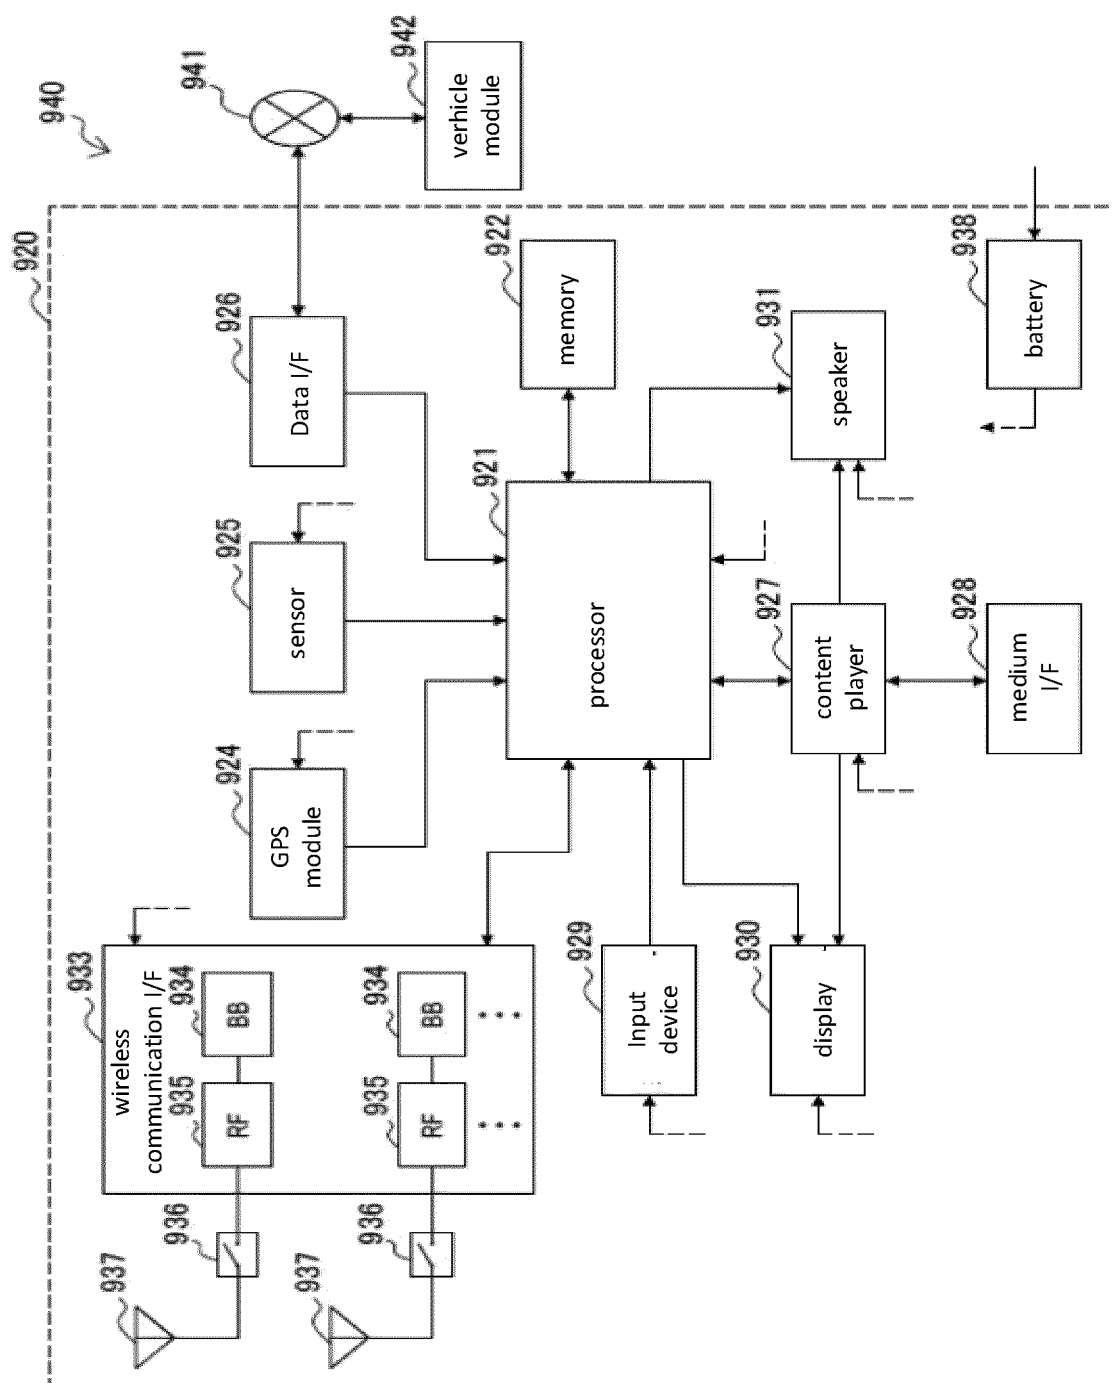 920
940
933
wireless
communication I/F
937
936
935
RF
934
BB
924
GPS
module
925
sensor
926
Data I/F
941
942
verhicle
module
937
936
935
RF
934
BB
921
processor
922
memory
929
Input
device
930
display
927
content
player
931
speaker
928
medium
I/F
938
battery